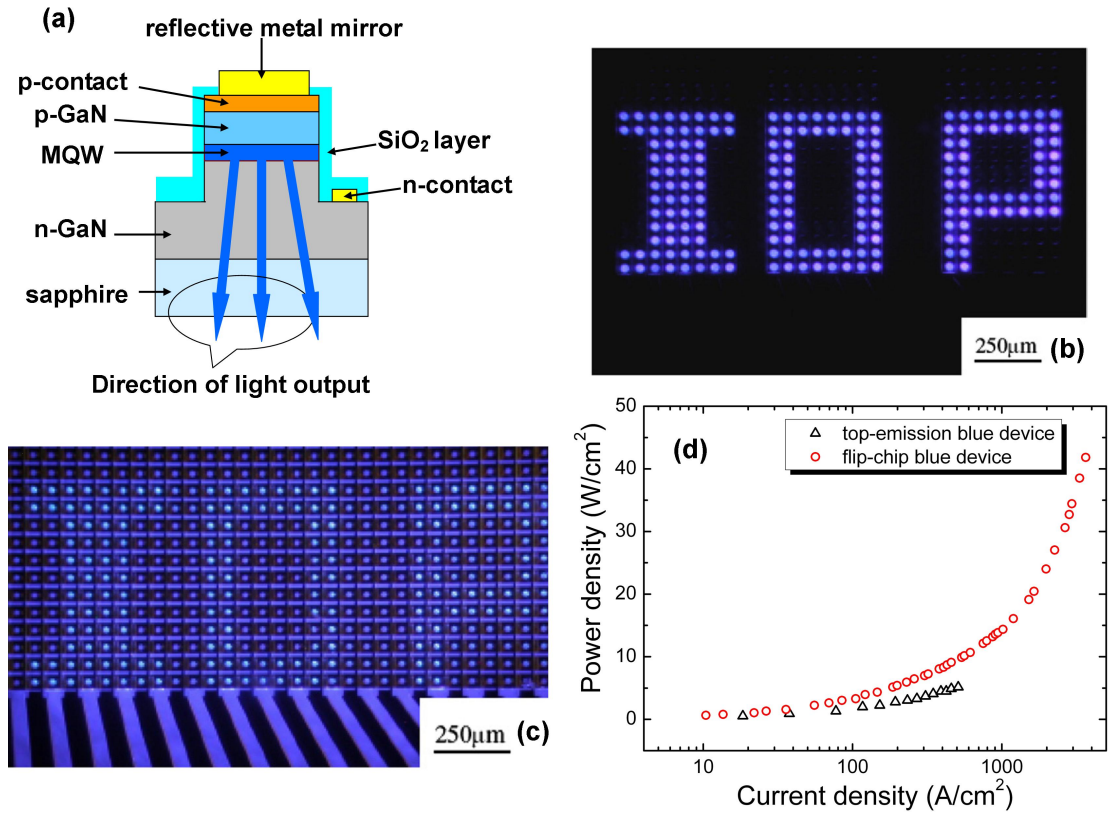 (a)
reflective metal mirror
p-contact
p-GaN
MQW
SiO₂ layer
n-contact
n-GaN
sapphire
Direction of light output
IOP
250μm
(b)
250μm
(c)
(d)
top-emission blue device
flip-chip blue device
Power density (W/cm²)
50
40
30
20
10
0
10
100
1000
Current density (A/cm²)